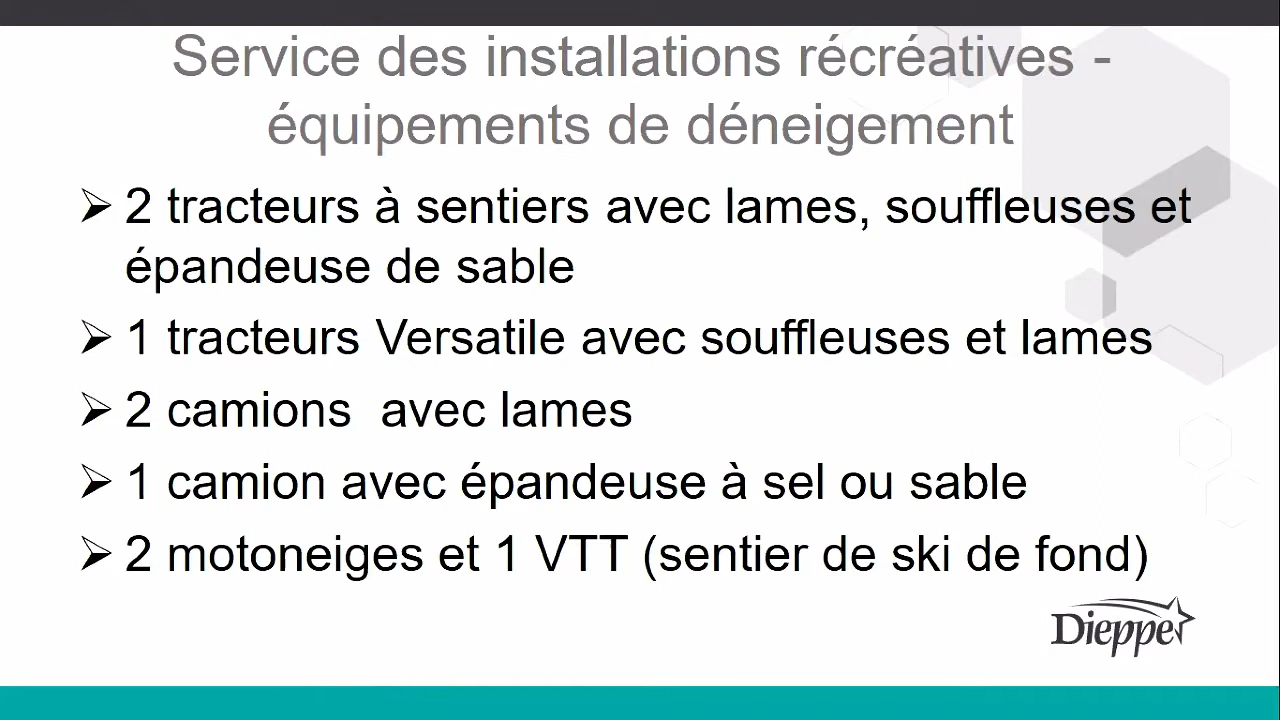 Service des installations récréatives -
équipements de déneigement
➢ 2 tracteurs à sentiers avec lames, souffleuses et
épandeuse de sable
➢ 1 tracteurs Versatile avec souffleuses et lames
➢ 2 camions  avec lames
➢ 1 camion avec épandeuse à sel ou sable
➢ 2 motoneiges et 1 VTT (sentier de ski de fond)
Dieppe